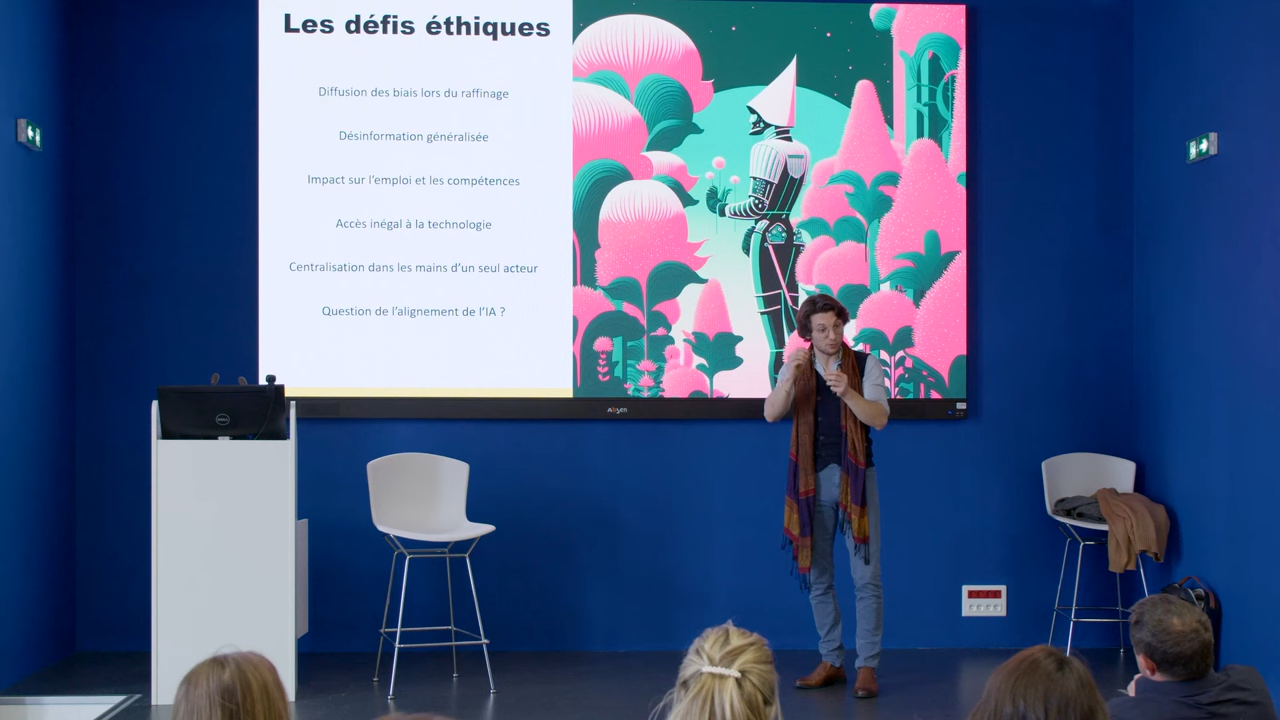 Les défis éthiques
Diffusion des biais lors du raffinage
Désinformation généralisée
Impact sur l'emploi et les compétences
Accès inégal à la technologie
Centralisation dans les mains d'un seul acteur
Question de l'alignement de l'IA ?
DELL